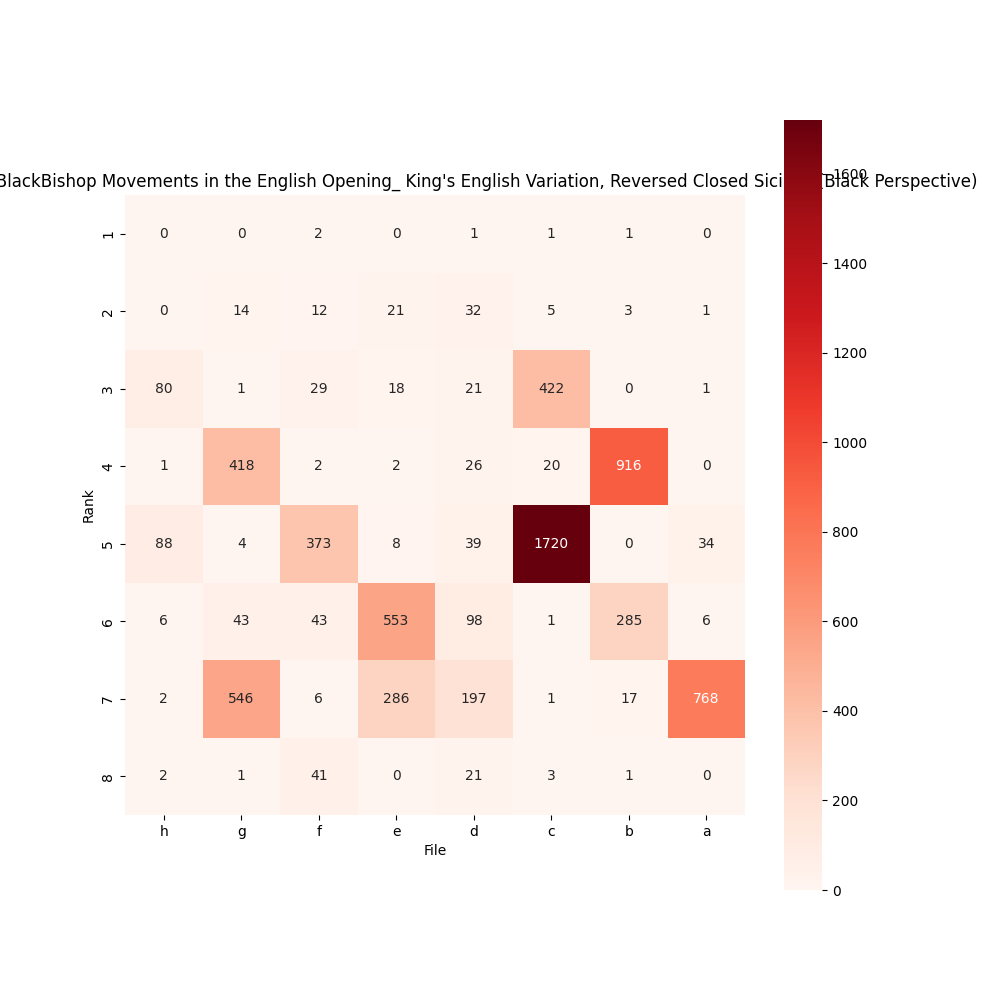 BlackBishop Movements in the English Opening_ King's English Variation, Reversed Closed Sici (Black Perspective)
1600
1 0 0 2 0 1 1 1 0
1400
2 0 14 12 21 32 5 3 1
1200
3 80 1 29 18 21 422 0 1
1000
4 1 418 2 2 26 20 916 0
Rank
800
5 88 4 373 8 39 1720 0 34
600
6 6 43 43 553 98 1 285 6
400
7 2 546 6 286 197 1 17 768
200
8 2 1 41 0 21 3 1 0
h g f e d c b a
File
0